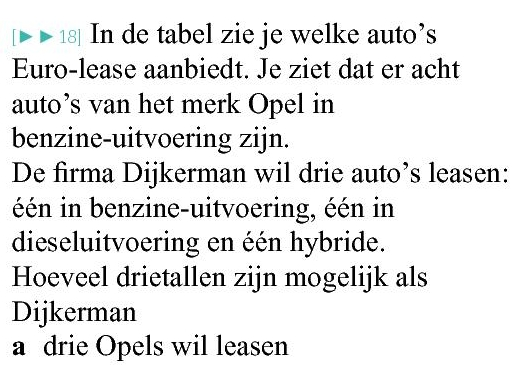 [►►18] In de tabel zie je welke auto’s
Euro-lease aanbiedt. Je ziet dat er acht
auto’s van het merk Opel in
benzine-uitvoering zijn.
De firma Dijkerman wil drie auto’s leasen:
één in benzine-uitvoering, één in
dieseluitvoering en één hybride.
Hoeveel drietallen zijn mogelijk als
Dijkerman
a drie Opels wil leasen